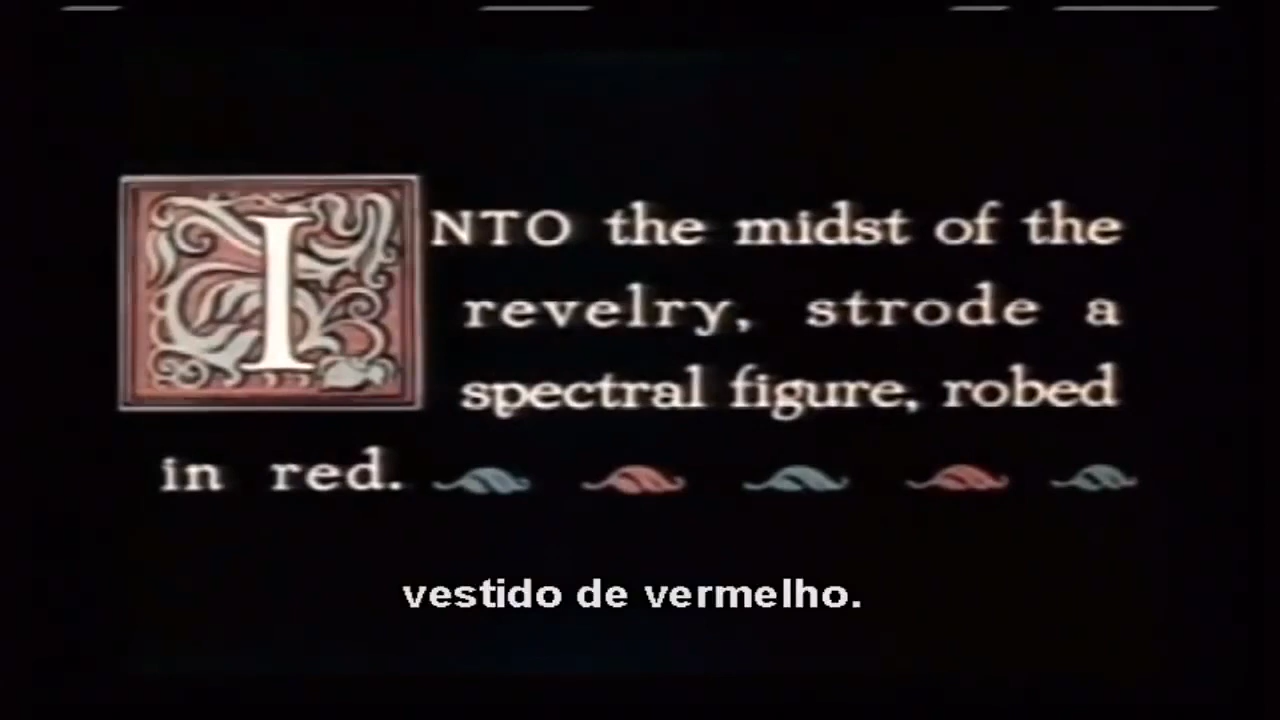 INTO the midst of the
revelry, strode a
spectral figure, robed
in red.
vestido de vermelho.